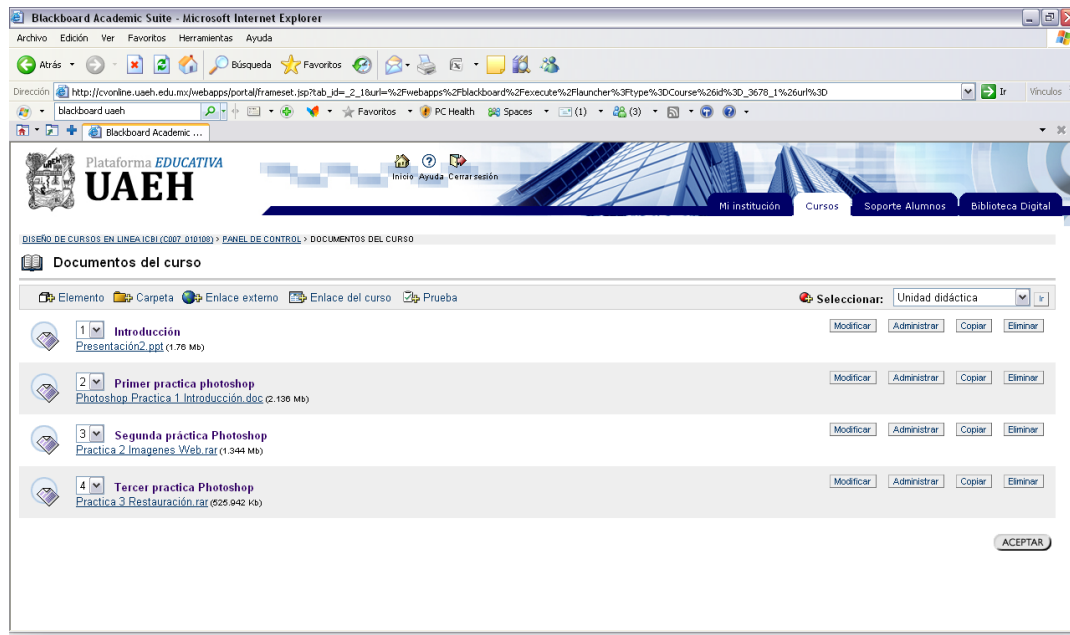 Blackboard Academic Suite - Microsoft Internet Explorer
Archivo Edición Ver Favoritos Herramientas Ayuda
Atrás Búsqueda Favoritos
Dirección http://cvonline.uaeh.edu.mx/webapps/portal/frameset.jsp?tab_id=_2_1&url=%2Fwebapps%2Fblackboard%2Fexecute%2Flauncher%3Ftype%3DCourse%26id%3D_3678_1%26url%3D Ir Vínculos
blackboard uaeh Favorites PC Health Spaces (1) (3)
Blackboard Academic ...
Plataforma EDUCATIVA
UAEH
Inicio Ayuda Cerrar sesión
Mi institución Cursos Soporte Alumnos Biblioteca Digital
DISEÑO DE CURSOS EN LINEA ICBI (C007_010108) > PANEL DE CONTROL > DOCUMENTOS DEL CURSO
Documentos del curso
Elemento Carpeta Enlace externo Enlace del curso Prueba Seleccionar: Unidad didáctica Ir
1 Introducción Modificar Administrar Copiar Eliminar
Presentación2.ppt (1.76 Mb)
2 Primer practica photoshop Modificar Administrar Copiar Eliminar
Photoshop Practica 1 Introducción.doc (2.136 Mb)
3 Segunda práctica Photoshop Modificar Administrar Copiar Eliminar
Practica 2 Imagenes Web.rar (1.344 Mb)
4 Tercer practica Photoshop Modificar Administrar Copiar Eliminar
Practica 3 Restauración.rar (525.942 Kb)
ACEPTAR